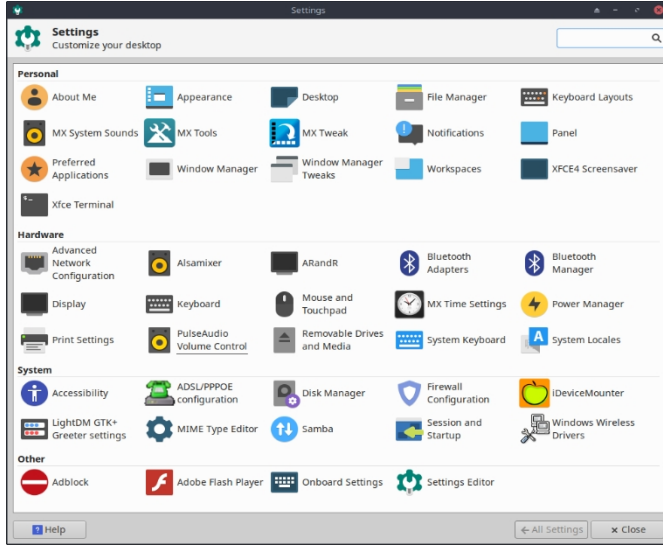 Settings
Settings
Customize your desktop
Personal
About Me
Appearance
Desktop
File Manager
Keyboard Layouts
MX System Sounds
MX Tools
MX Tweak
Notifications
Panel
Preferred
Applications
Window Manager
Window Manager
Tweaks
Workspaces
XFCE4 Screensaver
Xfce Terminal
Hardware
Advanced
Network
Configuration
Alsamixer
ARandR
Bluetooth
Adapters
Bluetooth
Manager
Display
Keyboard
Mouse and
Touchpad
MX Time Settings
Power Manager
Print Settings
PulseAudio
Volume Control
Removable Drives
and Media
System Keyboard
System Locales
System
Accessibility
ADSL/PPPOE
configuration
Disk Manager
Firewall
Configuration
iDeviceMounter
LightDM GTK+
Greeter settings
MIME Type Editor
Samba
Session and
Startup
Windows Wireless
Drivers
Other
Adblock
Adobe Flash Player
Onboard Settings
Settings Editor
Help
All Settings
Close